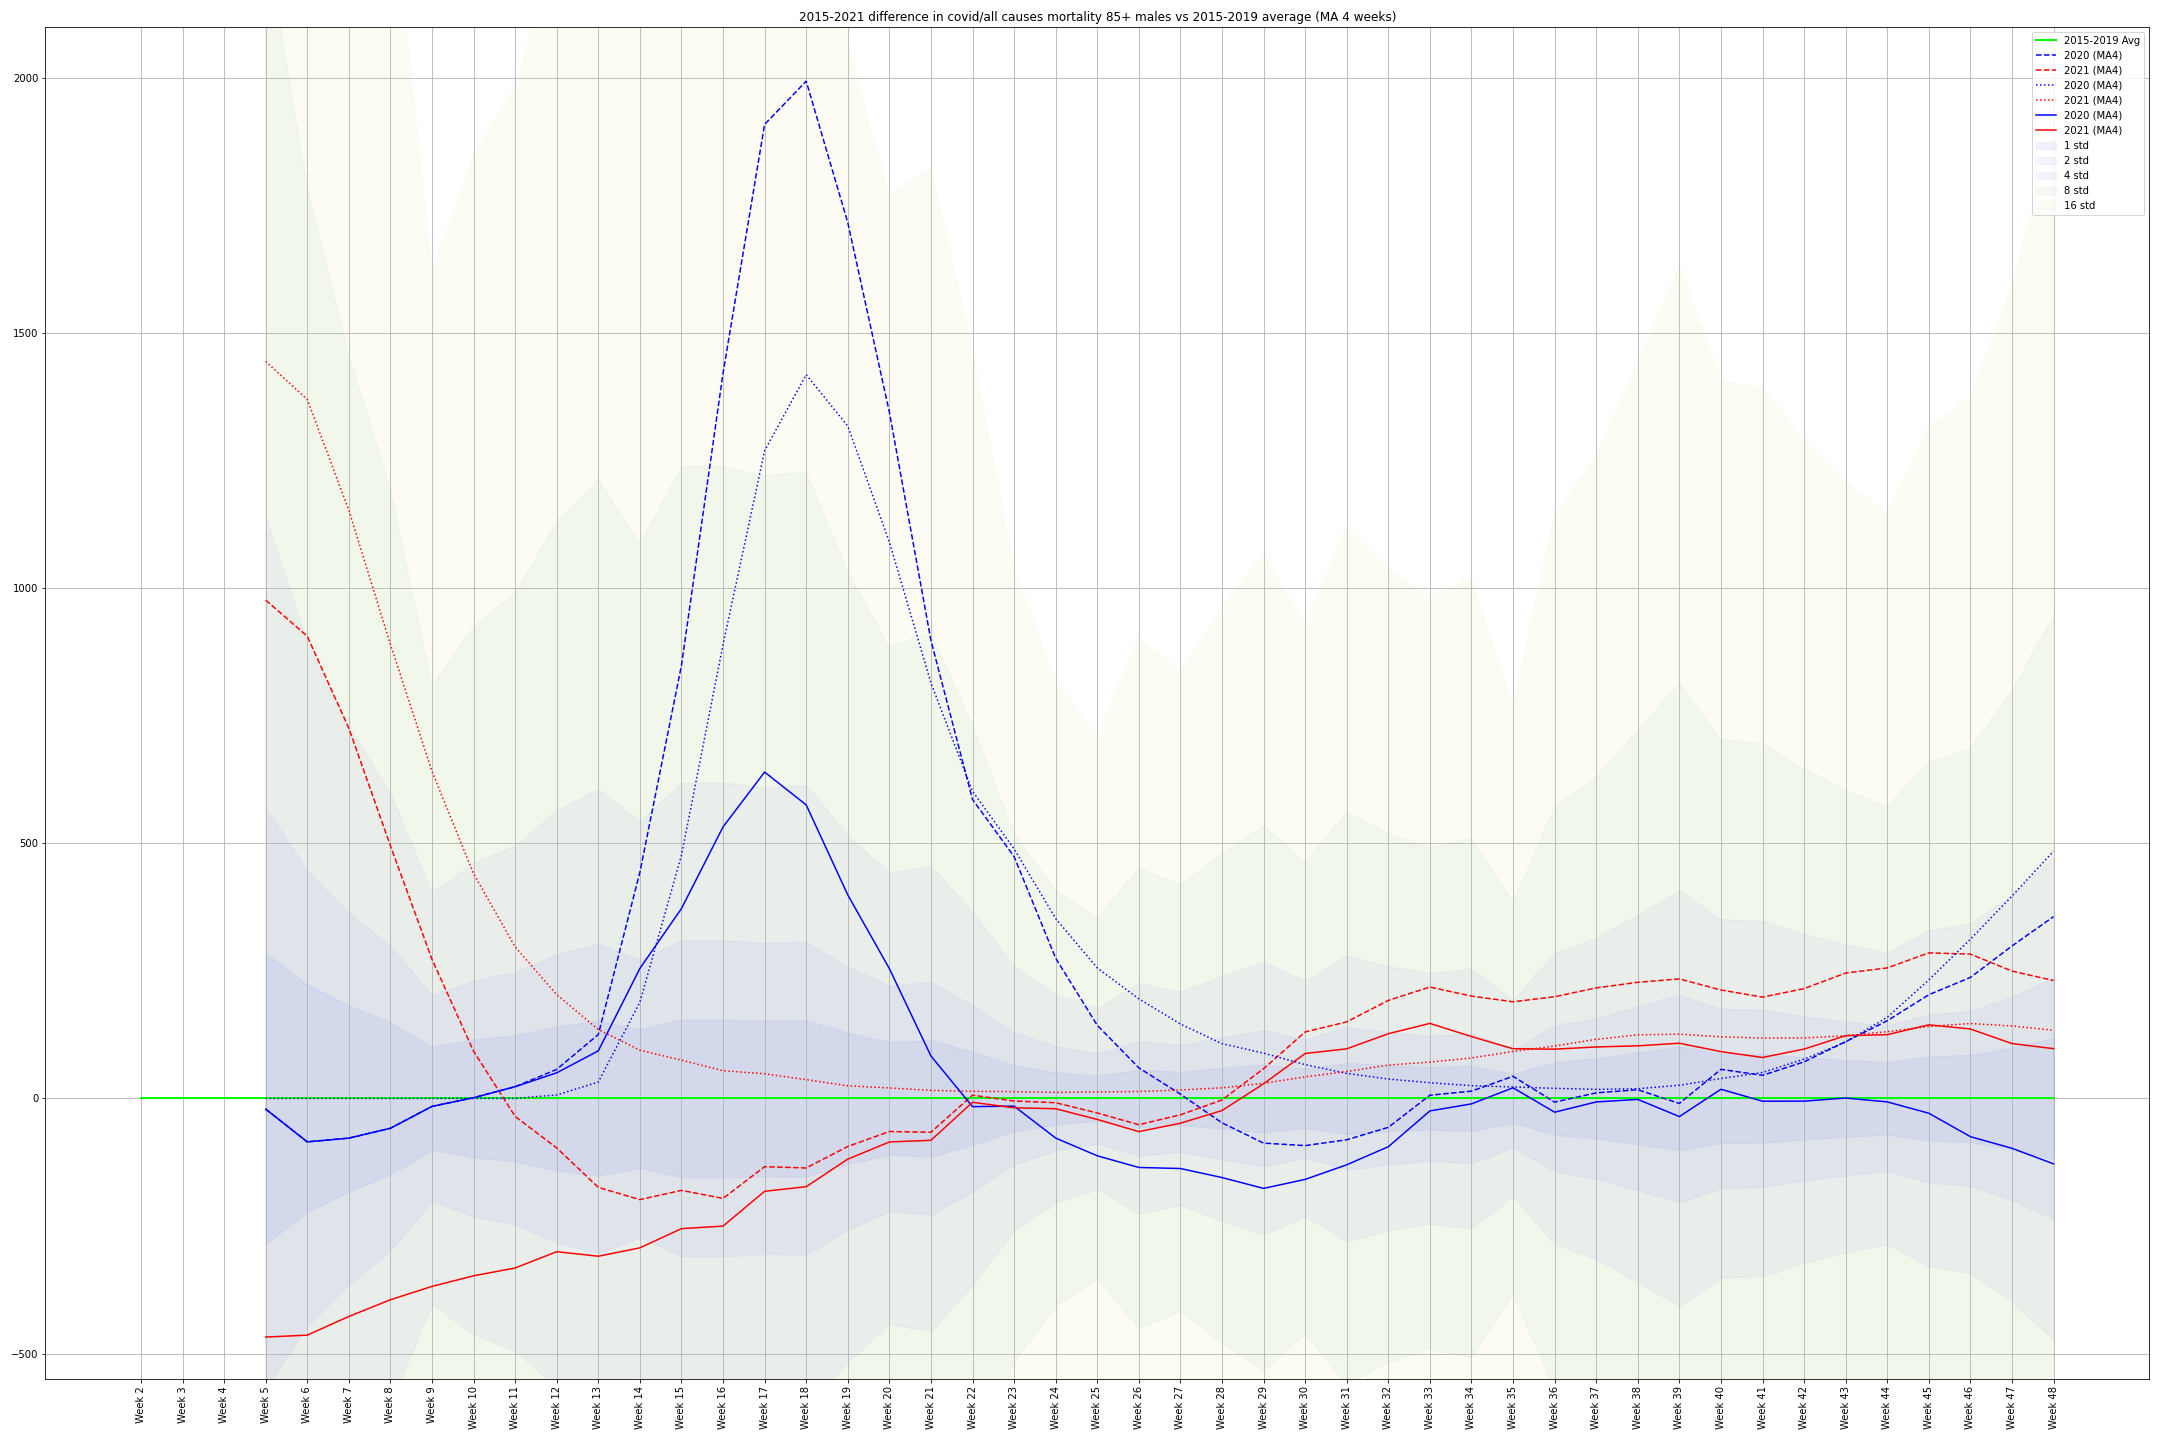 2015-2021 difference in covid/all causes mortality 85+ males vs 2015-2019 average (MA 4 weeks)
2015-2019 Avg
2020 (MA4)
2021 (MA4)
2020 (MA4)
2021 (MA4)
2020 (MA4)
2021 (MA4)
1 std
2 std
4 std
8 std
16 std
2000
1500
1000
500
0
−500
Week 2
Week 3
Week 4
Week 5
Week 6
Week 7
Week 8
Week 9
Week 10
Week 11
Week 12
Week 13
Week 14
Week 15
Week 16
Week 17
Week 18
Week 19
Week 20
Week 21
Week 22
Week 23
Week 24
Week 25
Week 26
Week 27
Week 28
Week 29
Week 30
Week 31
Week 32
Week 33
Week 34
Week 35
Week 36
Week 37
Week 38
Week 39
Week 40
Week 41
Week 42
Week 43
Week 44
Week 45
Week 46
Week 47
Week 48